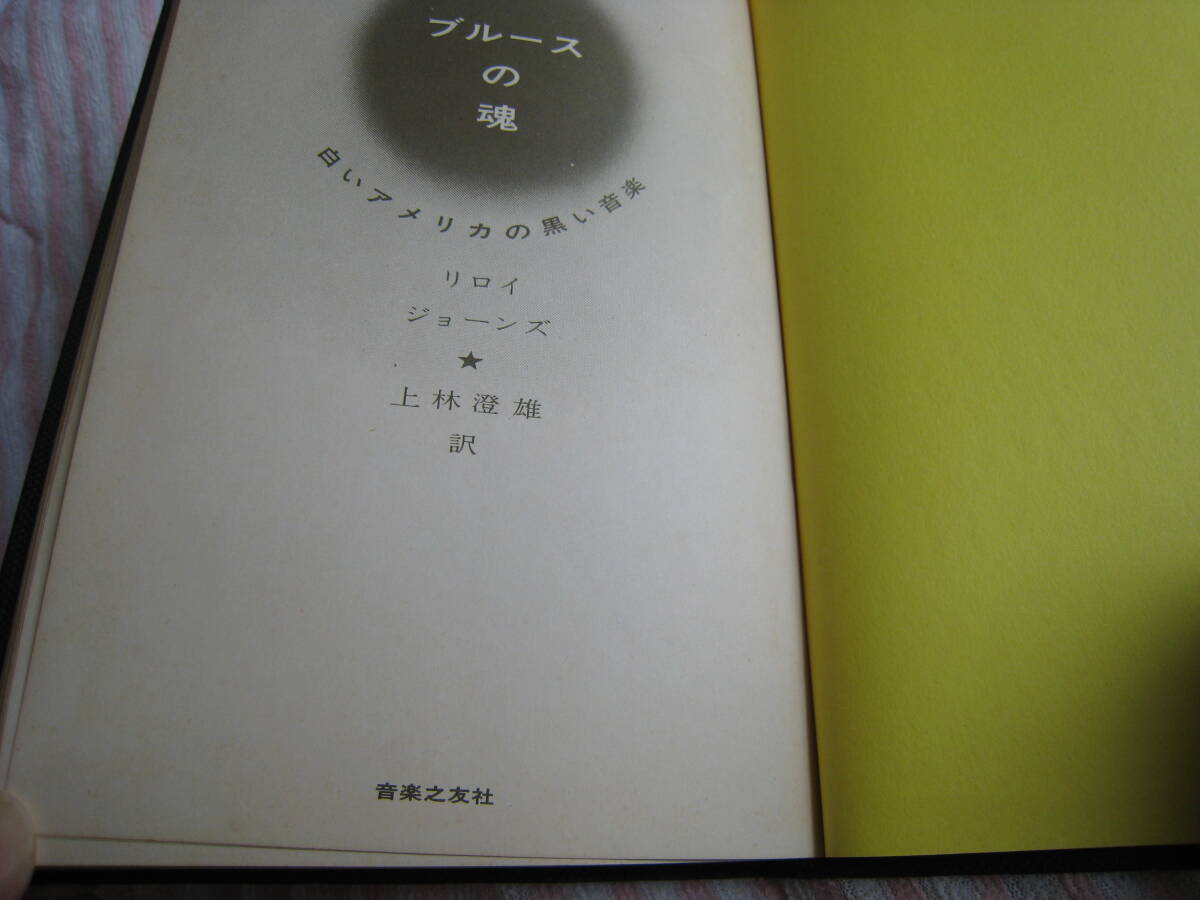 ブルース
の
魂
白いアメリカの黒い音楽
リロイ
ジョーンズ
★
上林澄雄
訳
音楽之友社